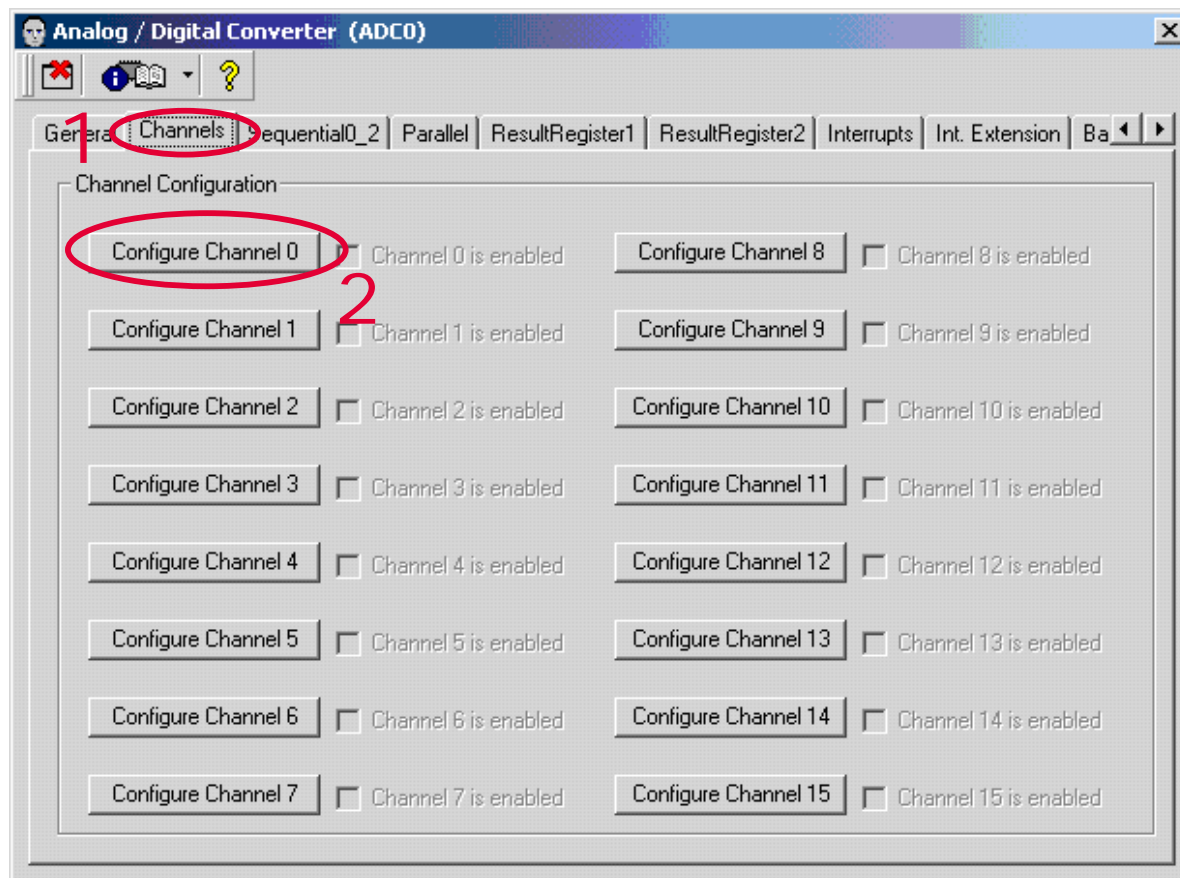 Analog / Digital Converter (ADC0)
General Channels Sequential0_2 Parallel ResultRegister1 ResultRegister2 Interrupts Int. Extension Ba
1
Channel Configuration
Configure Channel 0 Channel 0 is enabled Configure Channel 8 Channel 8 is enabled
2
Configure Channel 1 Channel 1 is enabled Configure Channel 9 Channel 9 is enabled
Configure Channel 2 Channel 2 is enabled Configure Channel 10 Channel 10 is enabled
Configure Channel 3 Channel 3 is enabled Configure Channel 11 Channel 11 is enabled
Configure Channel 4 Channel 4 is enabled Configure Channel 12 Channel 12 is enabled
Configure Channel 5 Channel 5 is enabled Configure Channel 13 Channel 13 is enabled
Configure Channel 6 Channel 6 is enabled Configure Channel 14 Channel 14 is enabled
Configure Channel 7 Channel 7 is enabled Configure Channel 15 Channel 15 is enabled